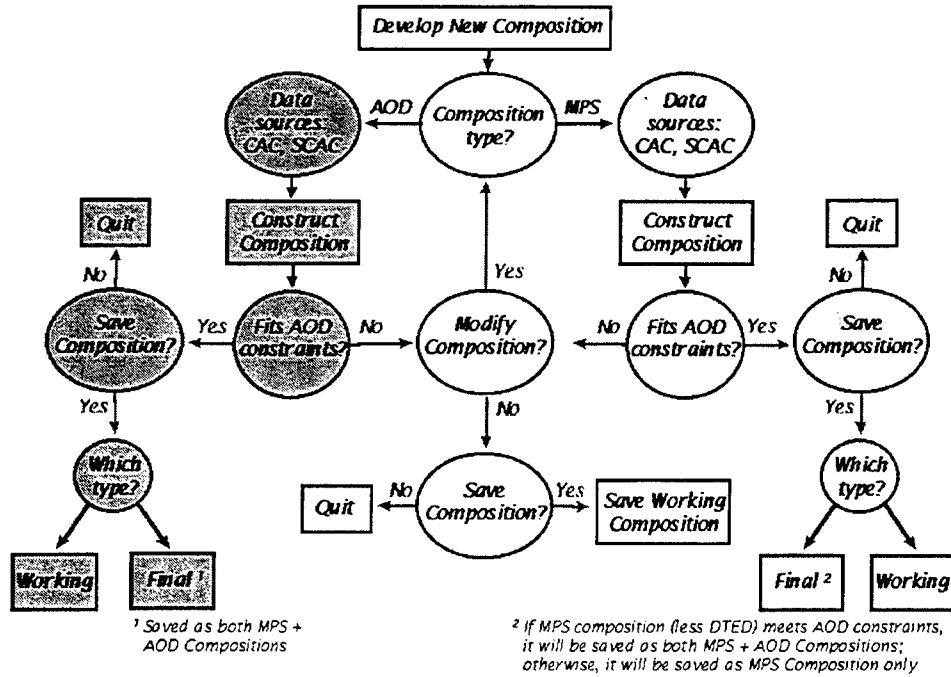 Develop New Composition
Data
sources:
CAC, SCAC
AOD
Composition
type?
MPS
Data
sources:
CAC, SCAC
Quit
Construct
Composition
Construct
Composition
Quit
No
Yes
No
Save
Composition?
Yes
Fits AOD
constraints?
No
Modify
Composition?
No
Fits AOD
constraints?
Yes
Save
Composition?
Yes
No
Yes
Which
type?
Quit
No
Save
Composition?
Yes
Save Working
Composition
Which
type?
Working
Final 1
Final 2
Working
1 Saved as both MPS +
AOD Compositions
2 If MPS composition (less DTED) meets AOD constraints,
it will be saved as both MPS + AOD Compositions;
otherwise, it will be saved as MPS Composition only